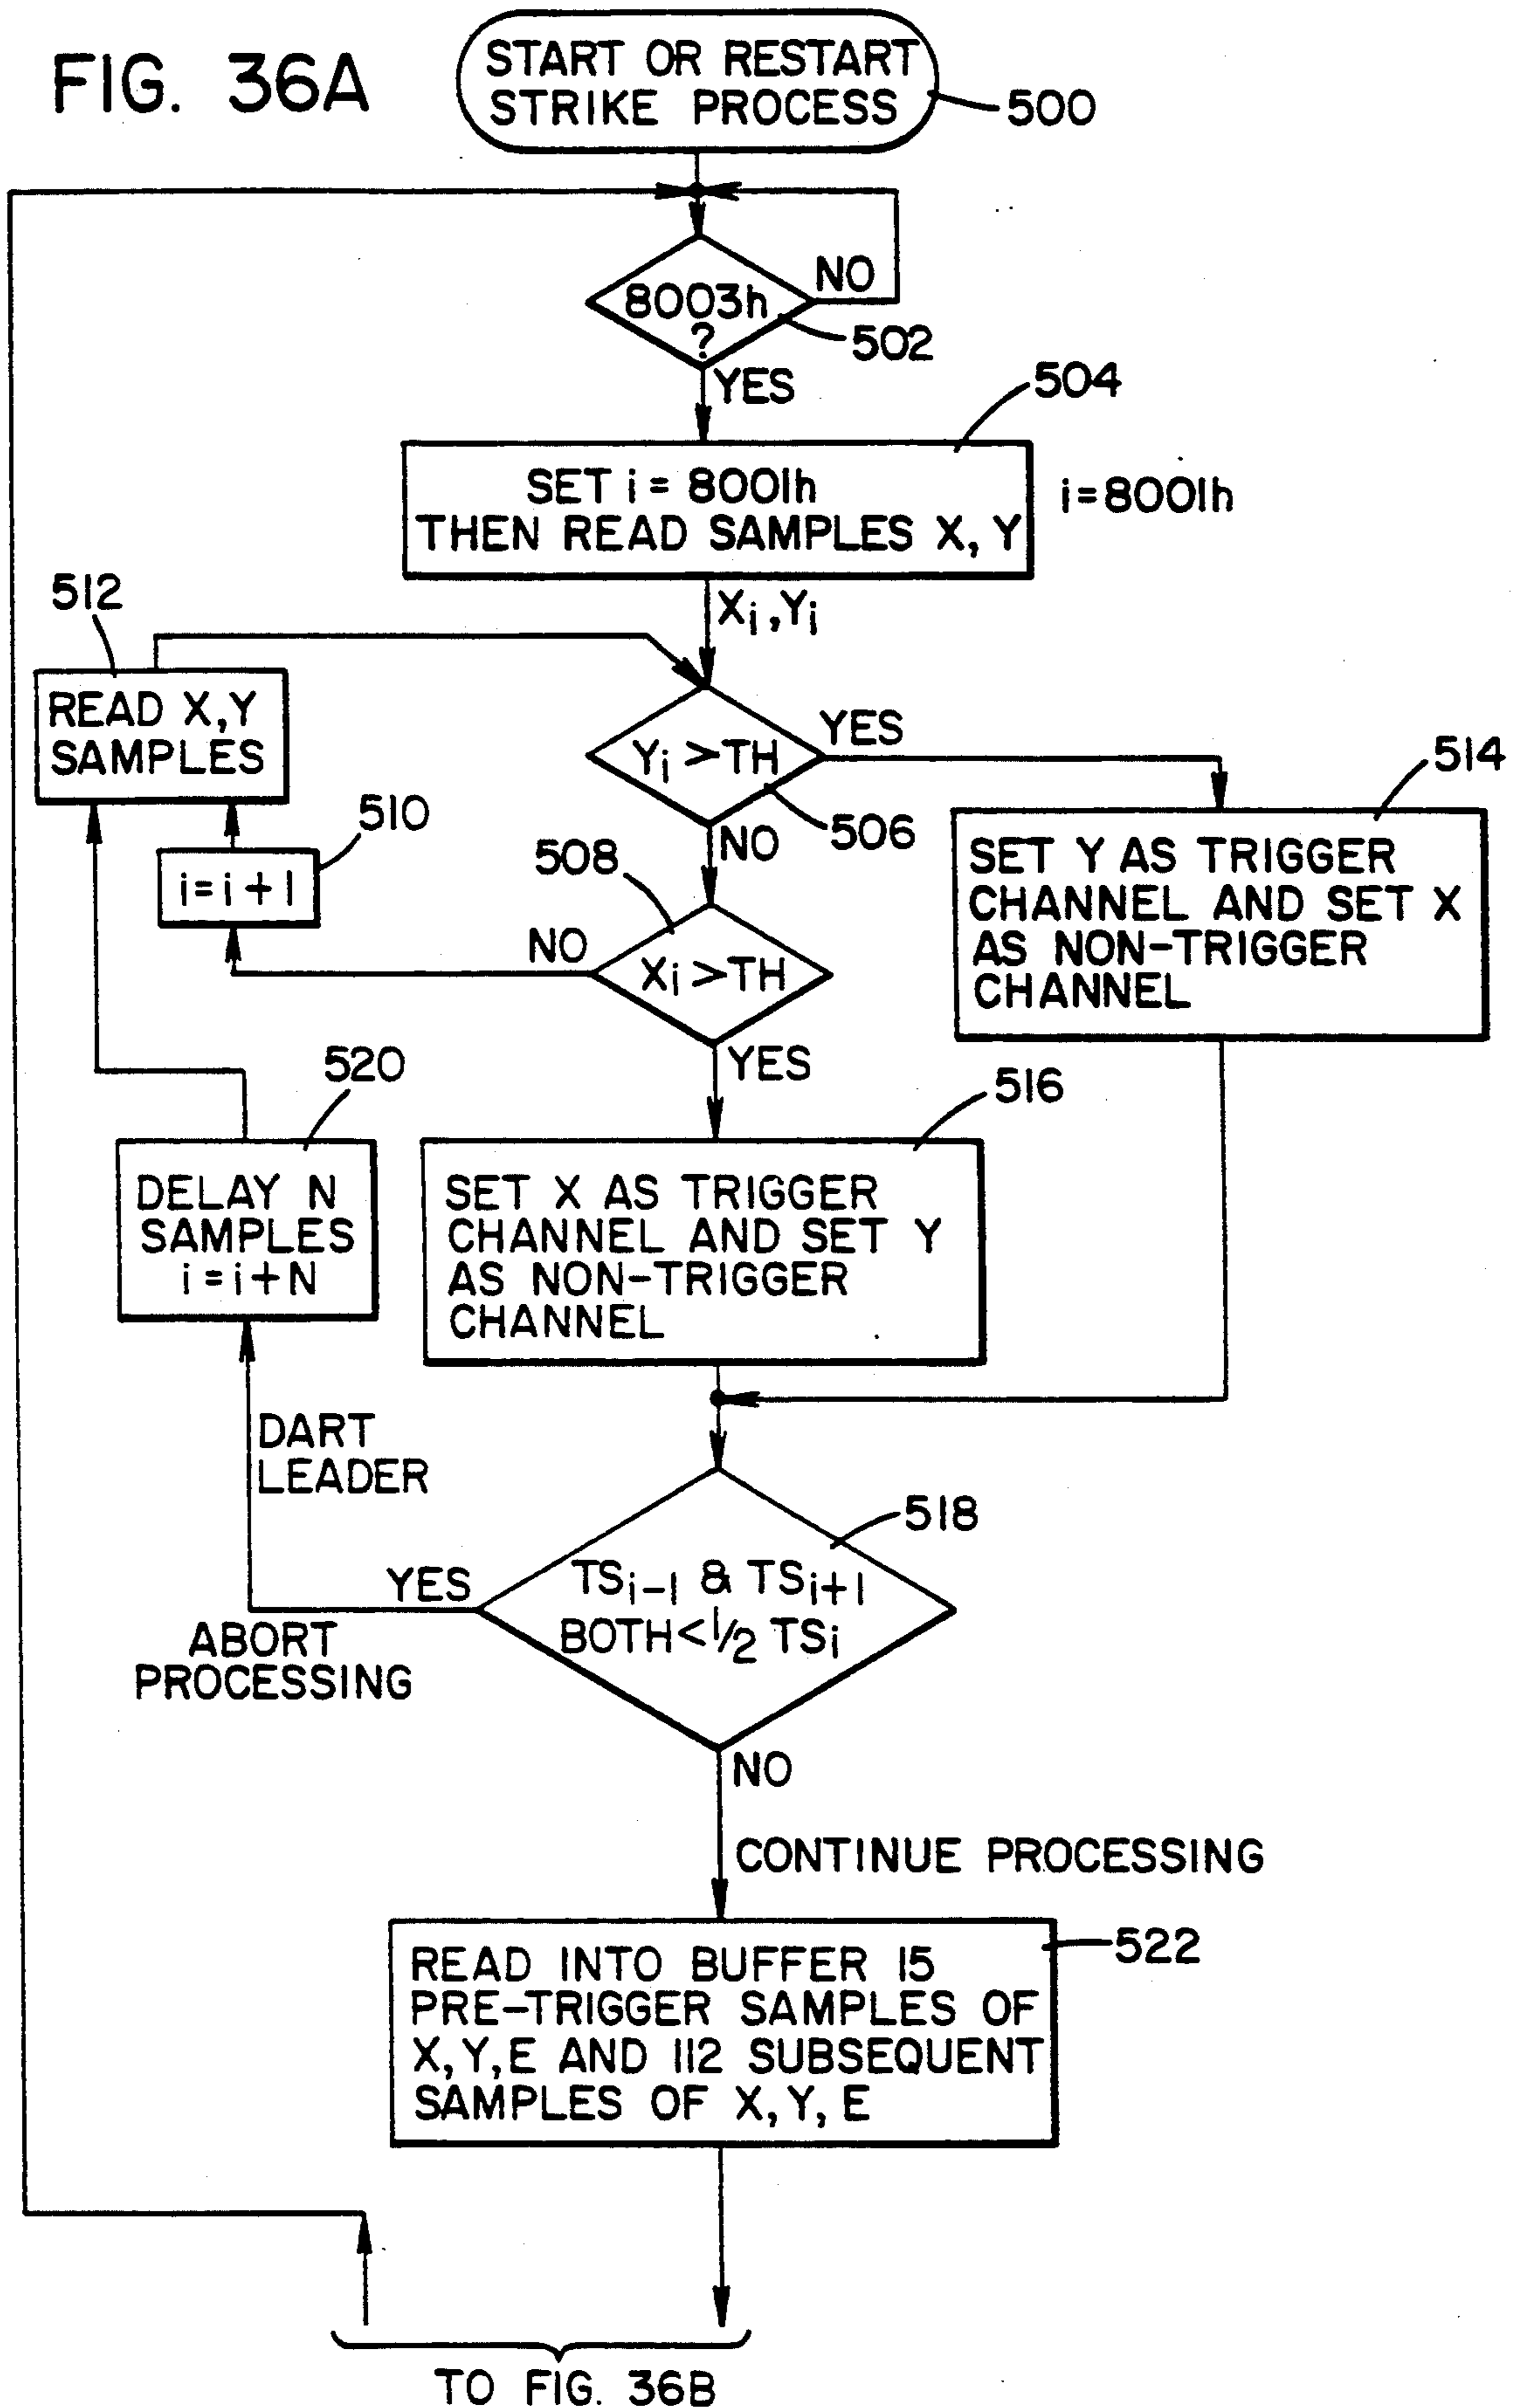 FIG. 36A
START OR RESTART
STRIKE PROCESS
500
8003h
?
NO
502
YES
504
SET i = 8001h
THEN READ SAMPLES X, Y
i=8001h
Xi ,Yi
512
READ X,Y
SAMPLES
Yi >TH
YES
506
514
510
i=i+1
NO
508
SET Y AS TRIGGER
CHANNEL AND SET X
AS NON-TRIGGER
CHANNEL
NO
Xi >TH
YES
520
516
DELAY N
SAMPLES
i=i+N
SET X AS TRIGGER
CHANNEL AND SET Y
AS NON-TRIGGER
CHANNEL
DART
LEADER
518
YES
TSi-1 & TSi+1
BOTH<1/2 TSi
ABORT
PROCESSING
NO
CONTINUE PROCESSING
522
READ INTO BUFFER 15
PRE-TRIGGER SAMPLES OF
X,Y,E AND 112 SUBSEQUENT
SAMPLES OF X,Y,E
TO FIG. 36B